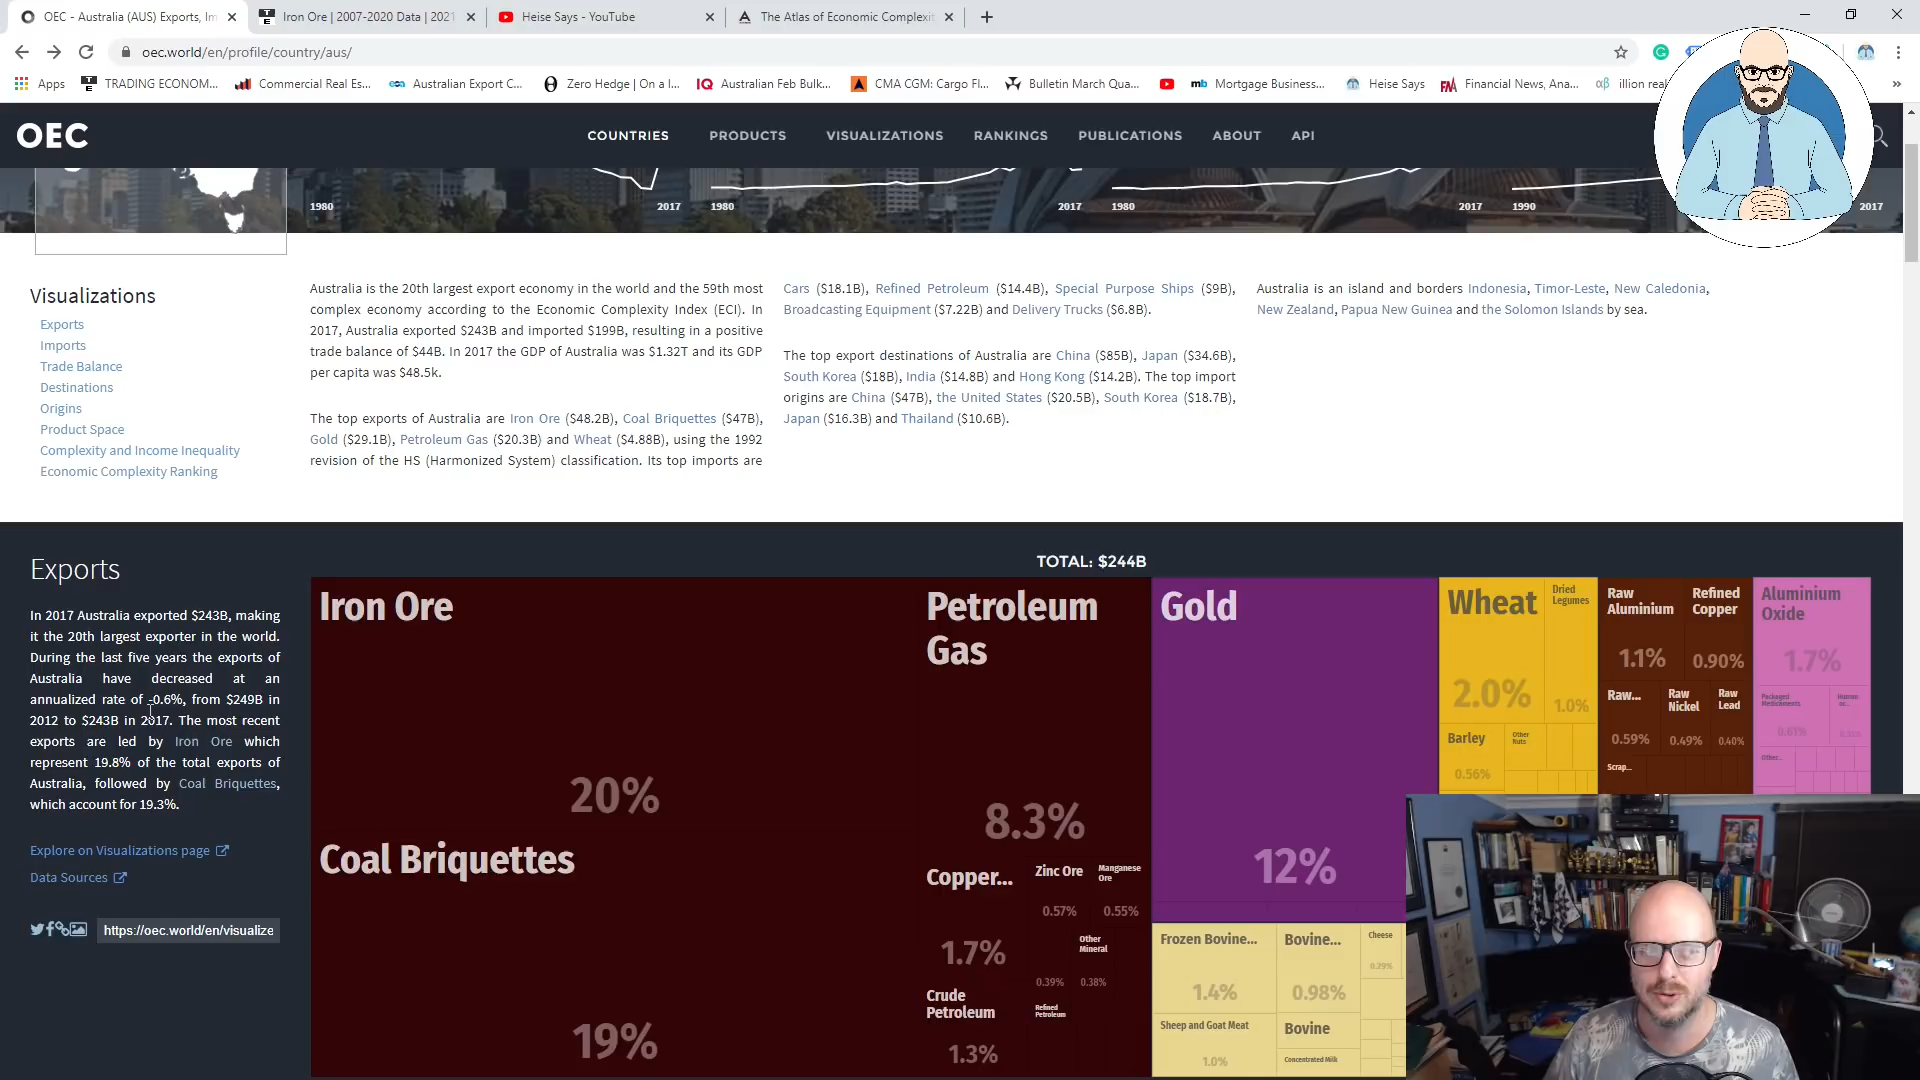 OEC - Australia (AUS) Exports, Im
Iron Ore | 2007-2020 Data | 2021
Heise Says - YouTube
The Atlas of Economic Complexit
oec.world/en/profile/country/aus/
Apps
TRADING ECONOM...
Commercial Real Es...
Australian Export C...
Zero Hedge | On a l...
Australian Feb Bulk...
CMA CGM: Cargo Fl...
Bulletin March Qua...
Mortgage Business...
Heise Says
Financial News, Ana...
illion real
OEC
COUNTRIES
PRODUCTS
VISUALIZATIONS
RANKINGS
PUBLICATIONS
ABOUT
API
1980
2017
1980
2017
1980
2017
1990
2017
Visualizations
Exports
Imports
Trade Balance
Destinations
Origins
Product Space
Complexity and Income Inequality
Economic Complexity Ranking
Australia is the 20th largest export economy in the world and the 59th most
complex economy according to the Economic Complexity Index (ECI). In
2017, Australia exported $243B and imported $199B, resulting in a positive
trade balance of $44B. In 2017 the GDP of Australia was $1.32T and its GDP
per capita was $48.5k.
The top exports of Australia are Iron Ore ($48.2B), Coal Briquettes ($47B),
Gold ($29.1B), Petroleum Gas ($20.3B) and Wheat ($4.88B), using the 1992
revision of the HS (Harmonized System) classification. Its top imports are
Cars ($18.1B), Refined Petroleum ($14.4B), Special Purpose Ships ($9B),
Broadcasting Equipment ($7.22B) and Delivery Trucks ($6.8B).
The top export destinations of Australia are China ($85B), Japan ($34.6B),
South Korea ($18B), India ($14.8B) and Hong Kong ($14.2B). The top import
origins are China ($47B), the United States ($20.5B), South Korea ($18.7B),
Japan ($16.3B) and Thailand ($10.6B).
Australia is an island and borders Indonesia, Timor-Leste, New Caledonia,
New Zealand, Papua New Guinea and the Solomon Islands by sea.
Exports
In 2017 Australia exported $243B, making
it the 20th largest exporter in the world.
During the last five years the exports of
Australia have decreased at an
annualized rate of -0.6%, from $249B in
2012 to $243B in 2017. The most recent
exports are led by Iron Ore which
represent 19.8% of the total exports of
Australia, followed by Coal Briquettes,
which account for 19.3%.
Explore on Visualizations page
Data Sources
https://oec.world/en/visualize
TOTAL: $244B
Iron Ore
20%
Coal Briquettes
19%
Petroleum
Gas
8.3%
Copper...
1.7%
Zinc Ore
0.57%
Manganese
Ore
0.55%
Other
Mineral
0.39%
0.38%
Crude
Petroleum
1.3%
Refined
Petroleum
Gold
12%
Frozen Bovine...
1.4%
Bovine...
0.98%
Cheese
0.29%
Sheep and Goat Meat
1.0%
Bovine
Concentrated Milk
Wheat
2.0%
Dried
Legumes
1.0%
Barley
0.56%
Other
Nuts
Raw
Aluminium
1.1%
Refined
Copper
0.90%
Raw...
0.59%
Raw
Nickel
0.49%
Raw
Lead
0.40%
Scrap...
Aluminium
Oxide
1.7%
Packaged
Medicaments
0.61%
Other...